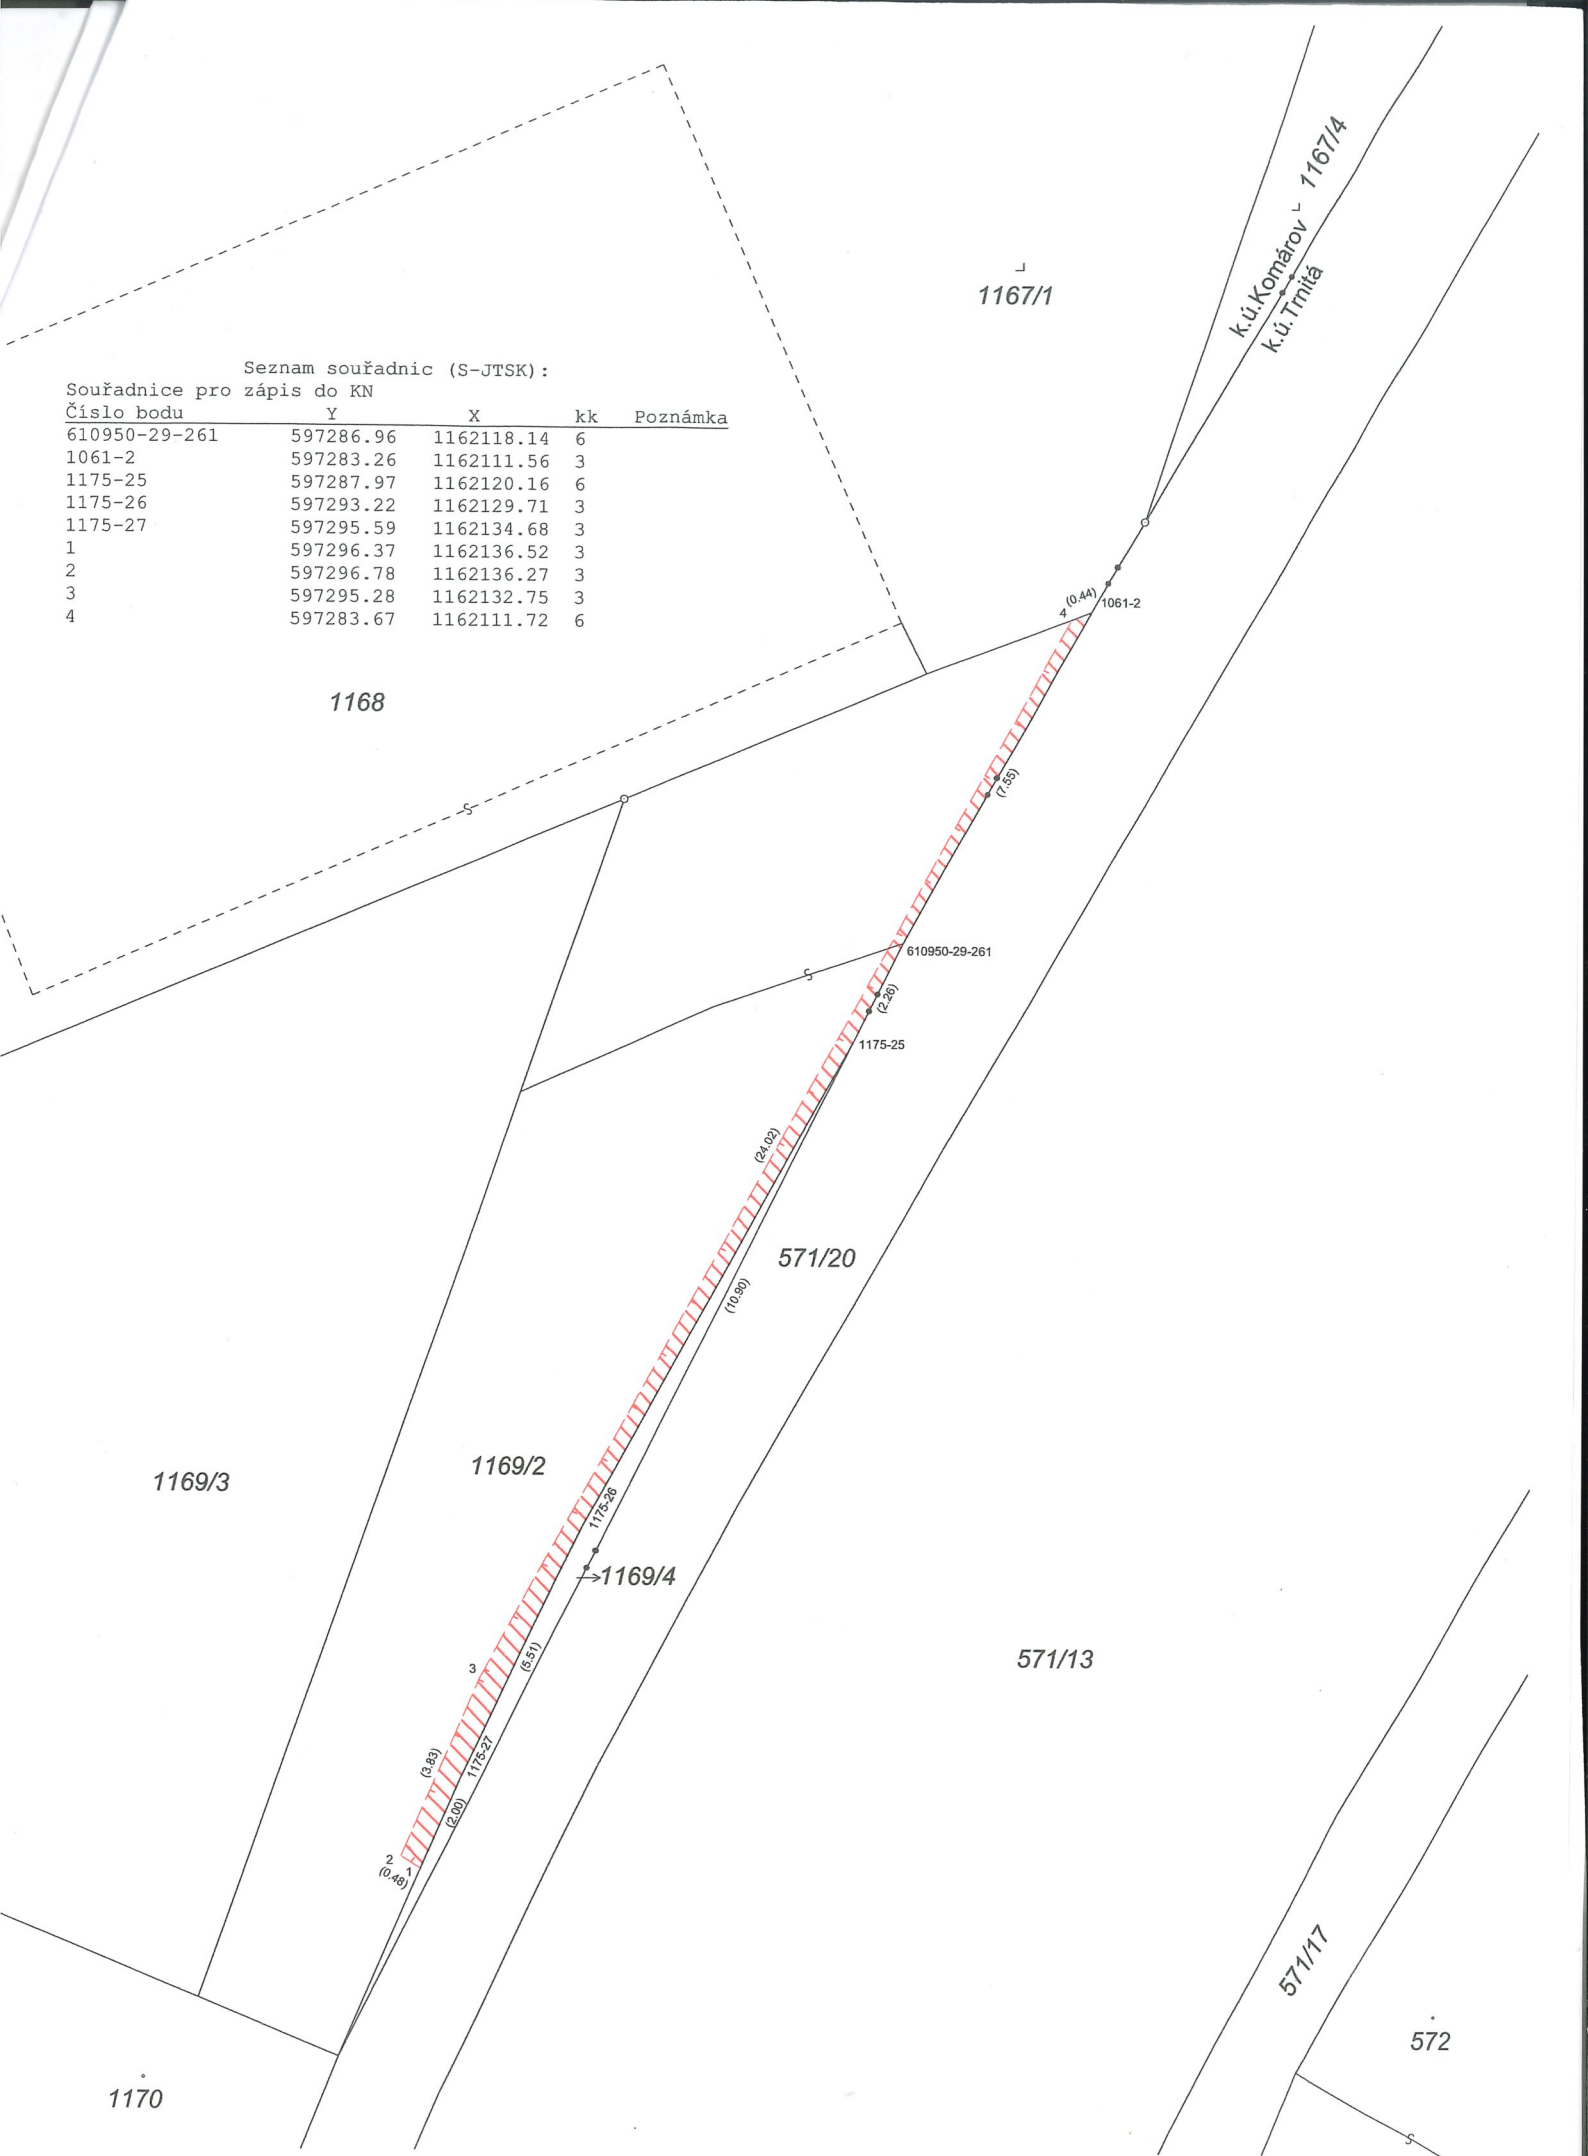 1167/4
k.ú.Komárov
k.ú.Trnitá
1167/1
Seznam souřadnic (S-JTSK):
Souřadnice pro zápis do KN
Číslo bodu Y X kk Poznámka
610950-29-261 597286.96 1162118.14 6
1061-2 597283.26 1162111.56 3
1175-25 597287.97 1162120.16 6
1175-26 597293.22 1162129.71 3
1175-27 597295.59 1162134.68 3
1 597296.37 1162136.52 3
2 597296.78 1162136.27 3
3 597295.28 1162132.75 3
4 597283.67 1162111.72 6
4 (0.44) 1061-2
1168
(7.55)
610950-29-261
(2.26)
1175-25
(24.02)
571/20
(10.90)
1169/3
1169/2
1175-26
1169/4
(5.51)
571/13
3
1175-27
(3.83)
(2.00)
2
1
(0.48)
571/17
572
1170